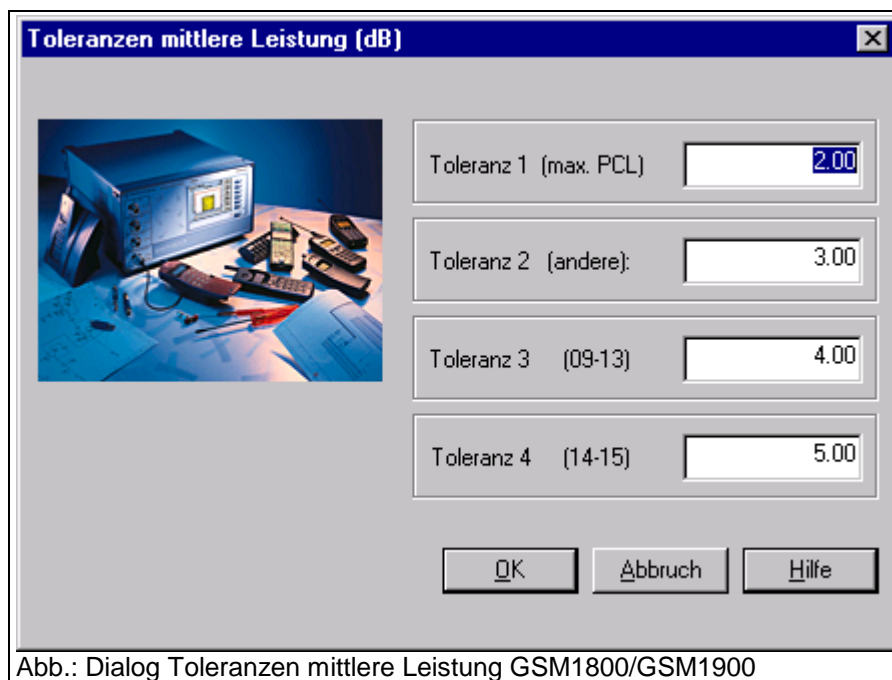 Toleranzen mittlere Leistung (dB)
Toleranz 1 (max. PCL) 2.00
Toleranz 2 (andere): 3.00
Toleranz 3 (09-13) 4.00
Toleranz 4 (14-15) 5.00
OK Abbruch Hilfe
Abb.: Dialog Toleranzen mittlere Leistung GSM1800/GSM1900